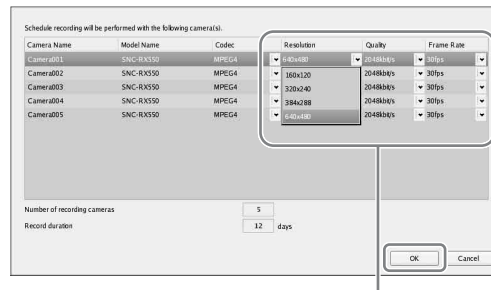 Schedule recording will be performed with the following camera(s).
Camera Name Model Name Codec Resolution Quality Frame Rate
Camera001 SNC-RX550 MPEG4 640x480 2048kbit/s 30fps
Camera002 SNC-RX550 MPEG4 160x120 2048kbit/s 30fps
Camera003 SNC-RX550 MPEG4 320x240 2048kbit/s 30fps
Camera004 SNC-RX550 MPEG4 384x288 2048kbit/s 30fps
Camera005 SNC-RX550 MPEG4 640x480 2048kbit/s 30fps
Number of recording cameras 5
Record duration 12 days
OK Cancel